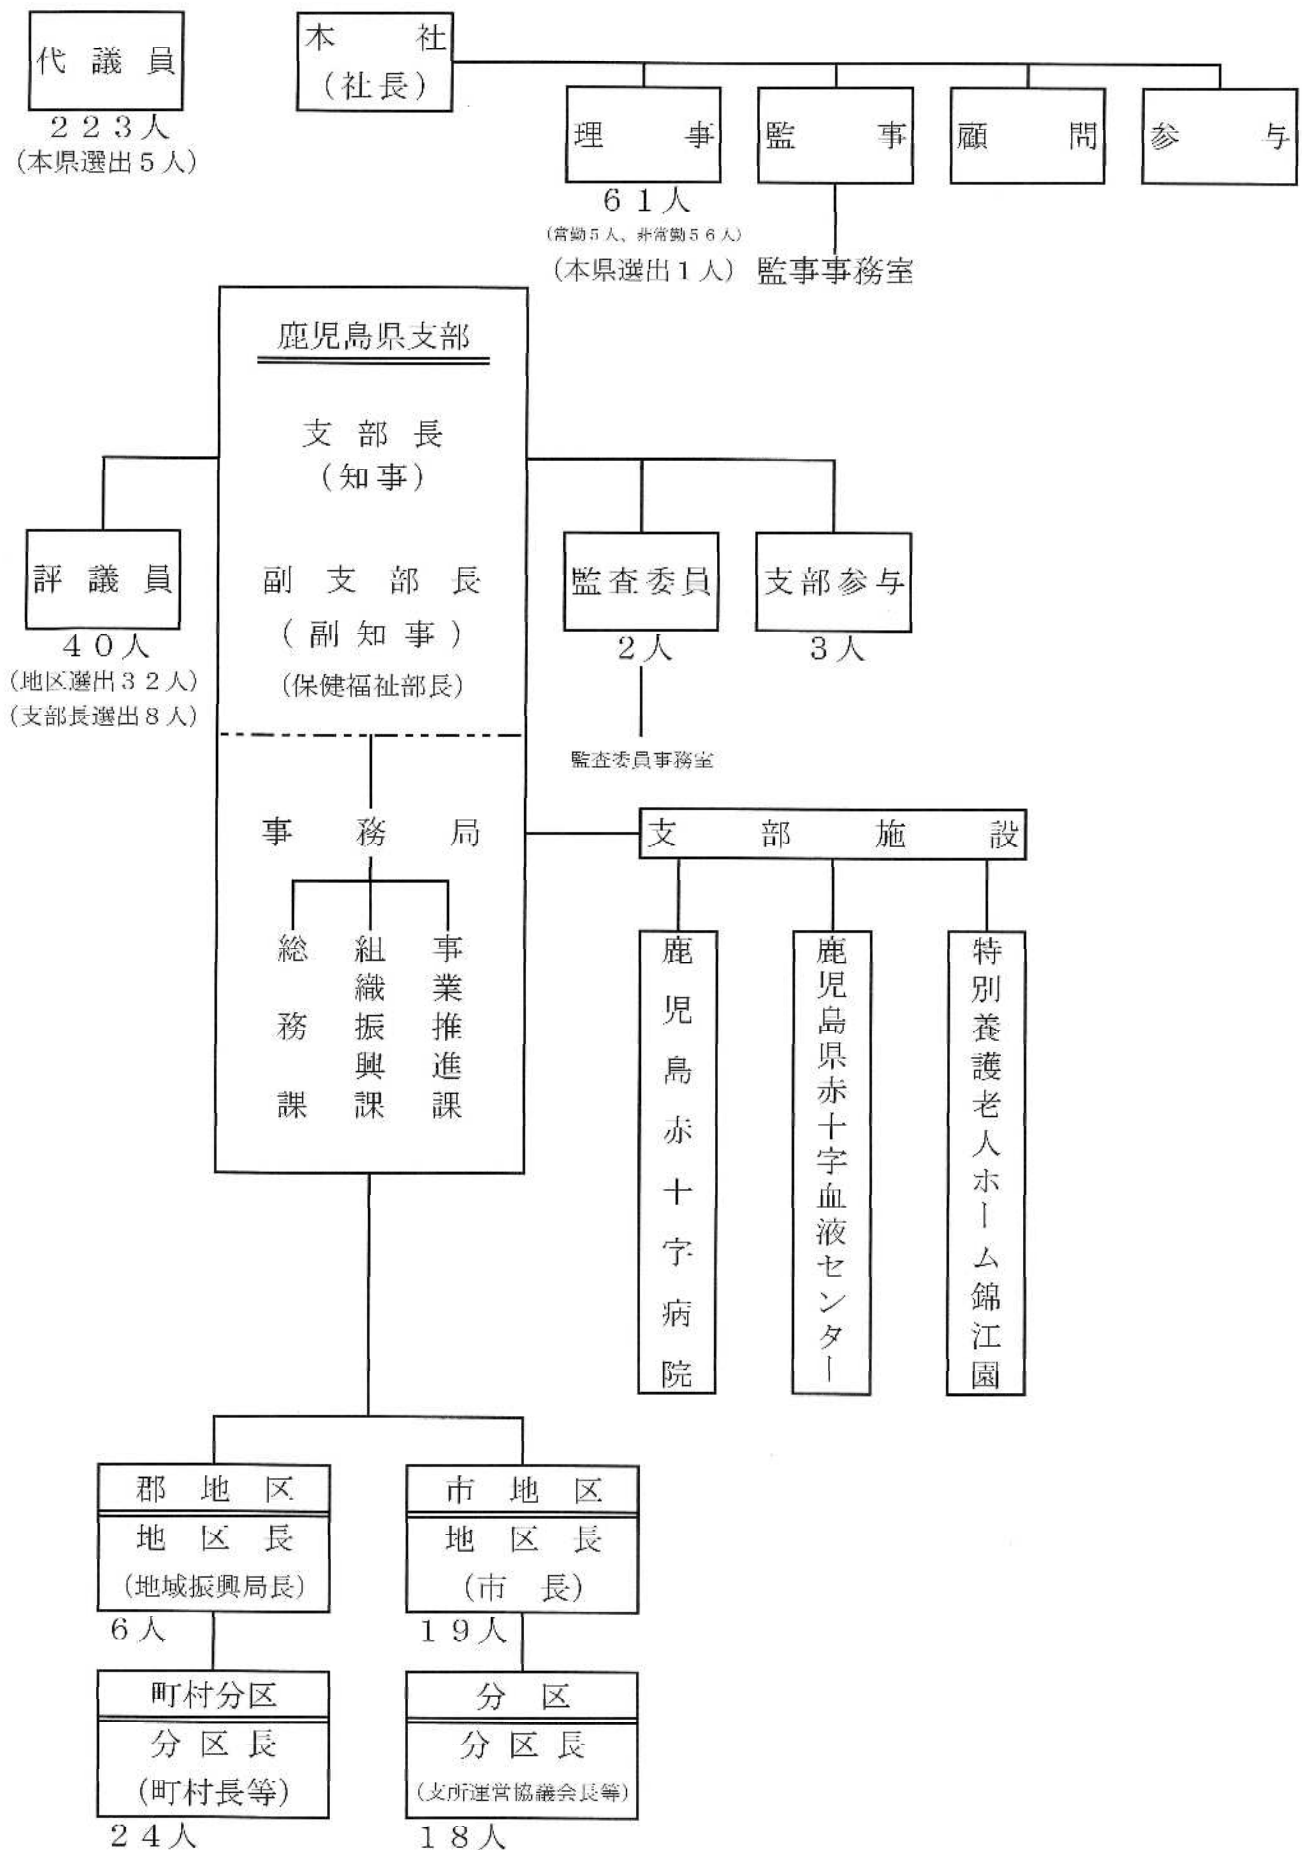 代議員
２２３人
(本県選出５人)
本社
(社長)
理事
６１人
(常勤５人、非常勤５６人)
(本県選出１人)
監事
監事事務室
顧問
参与
鹿児島県支部
支部長
(知事)
副支部長
(副知事)
(保健福祉部長)
評議員
４０人
(地区選出３２人)
(支部長選出８人)
監査委員
２人
監査委員事務室
支部参与
３人
事務局
総務課
組織振興課
事業推進課
支部施設
鹿児島赤十字病院
鹿児島県赤十字血液センター
特別養護老人ホーム錦江園
郡地区
地区長
(地域振興局長)
６人
市地区
地区長
(市長)
１９人
町村分区
分区長
(町村長等)
２４人
分区
分区長
(支所運営協議会長等)
１８人